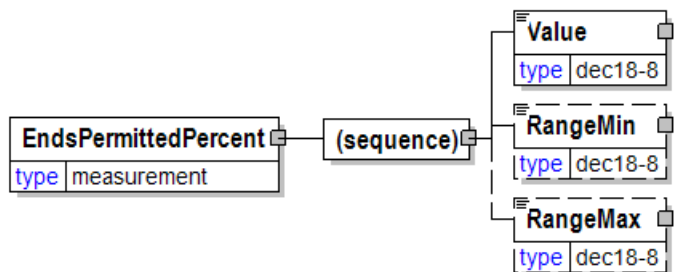 Value
type dec18-8
EndsPermittedPercent
type measurement
(sequence)
RangeMin
type dec18-8
RangeMax
type dec18-8